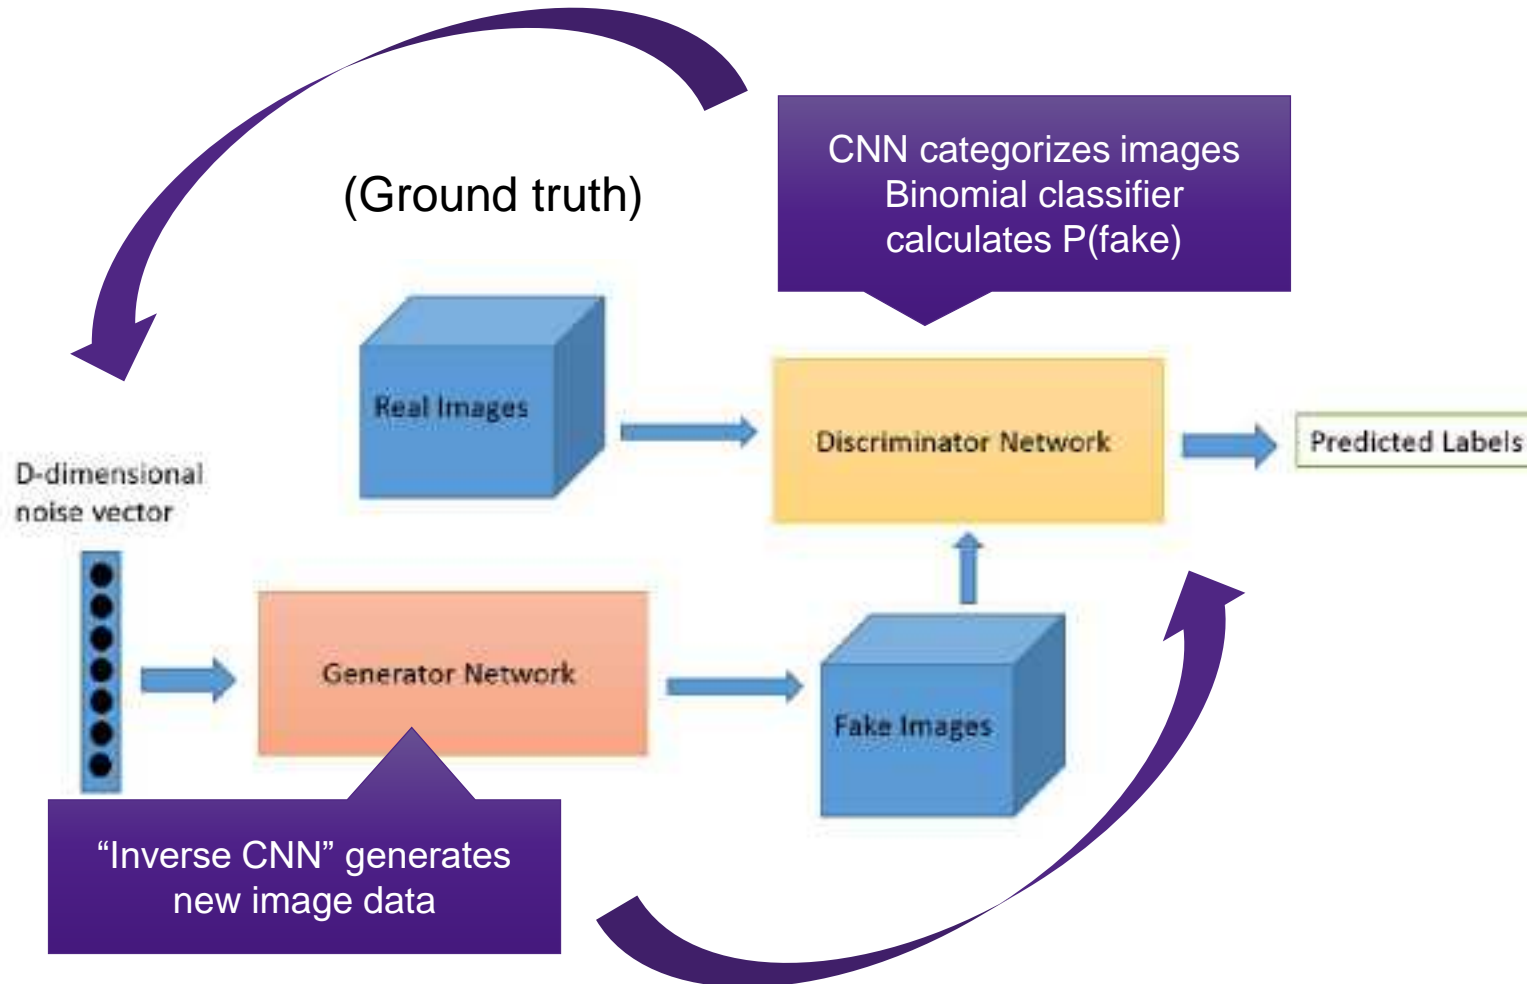 CNN categorizes images
Binomial classifier
calculates P(fake)
(Ground truth)
Real Images
Discriminator Network
Predicted Labels
D-dimensional
noise vector
Generator Network
Fake Images
“Inverse CNN” generates
new image data